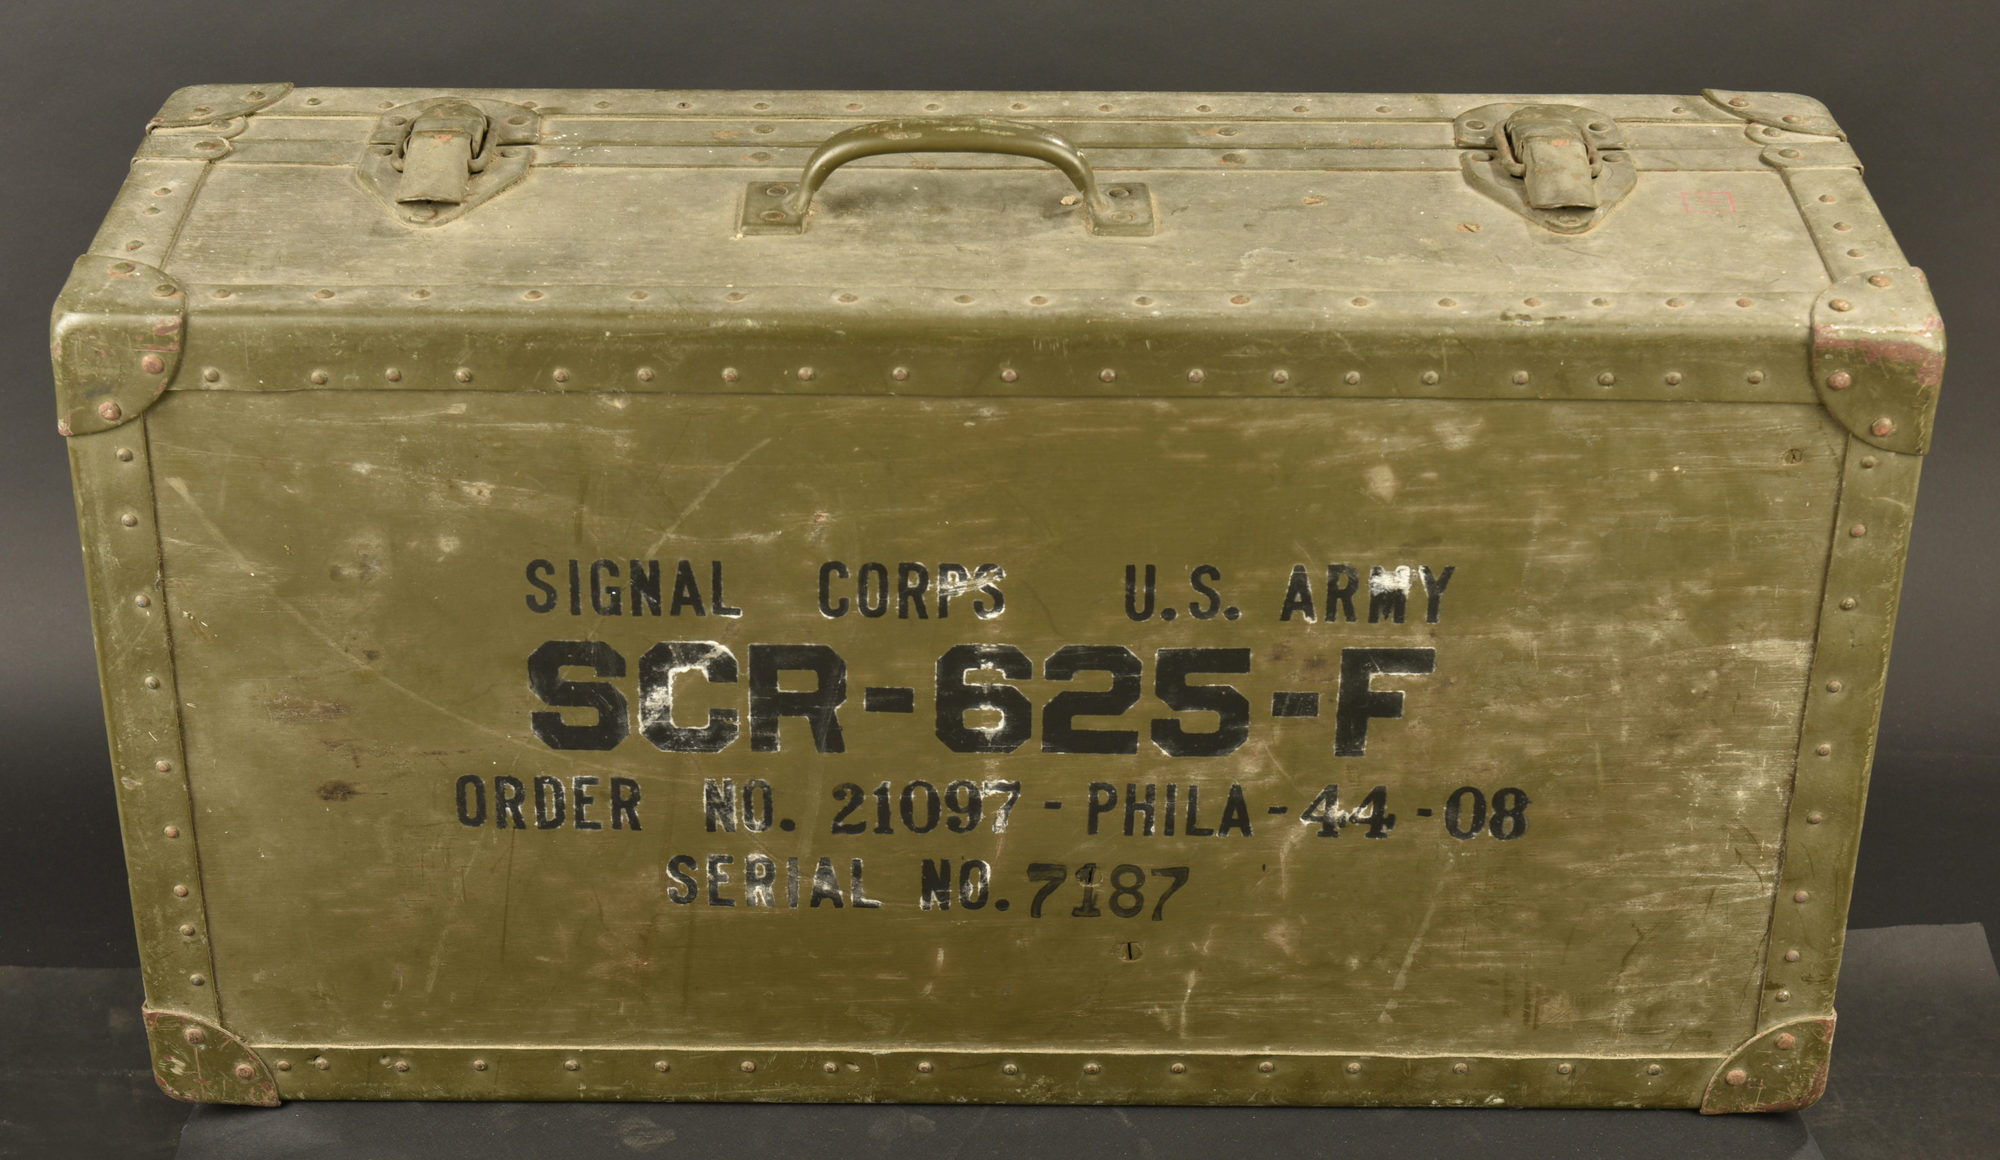 SIGNAL CORPS U.S. ARMY
SCR-625-F
ORDER NO. 21097 - PHILA - 44 - 08
SERIAL NO. 7187